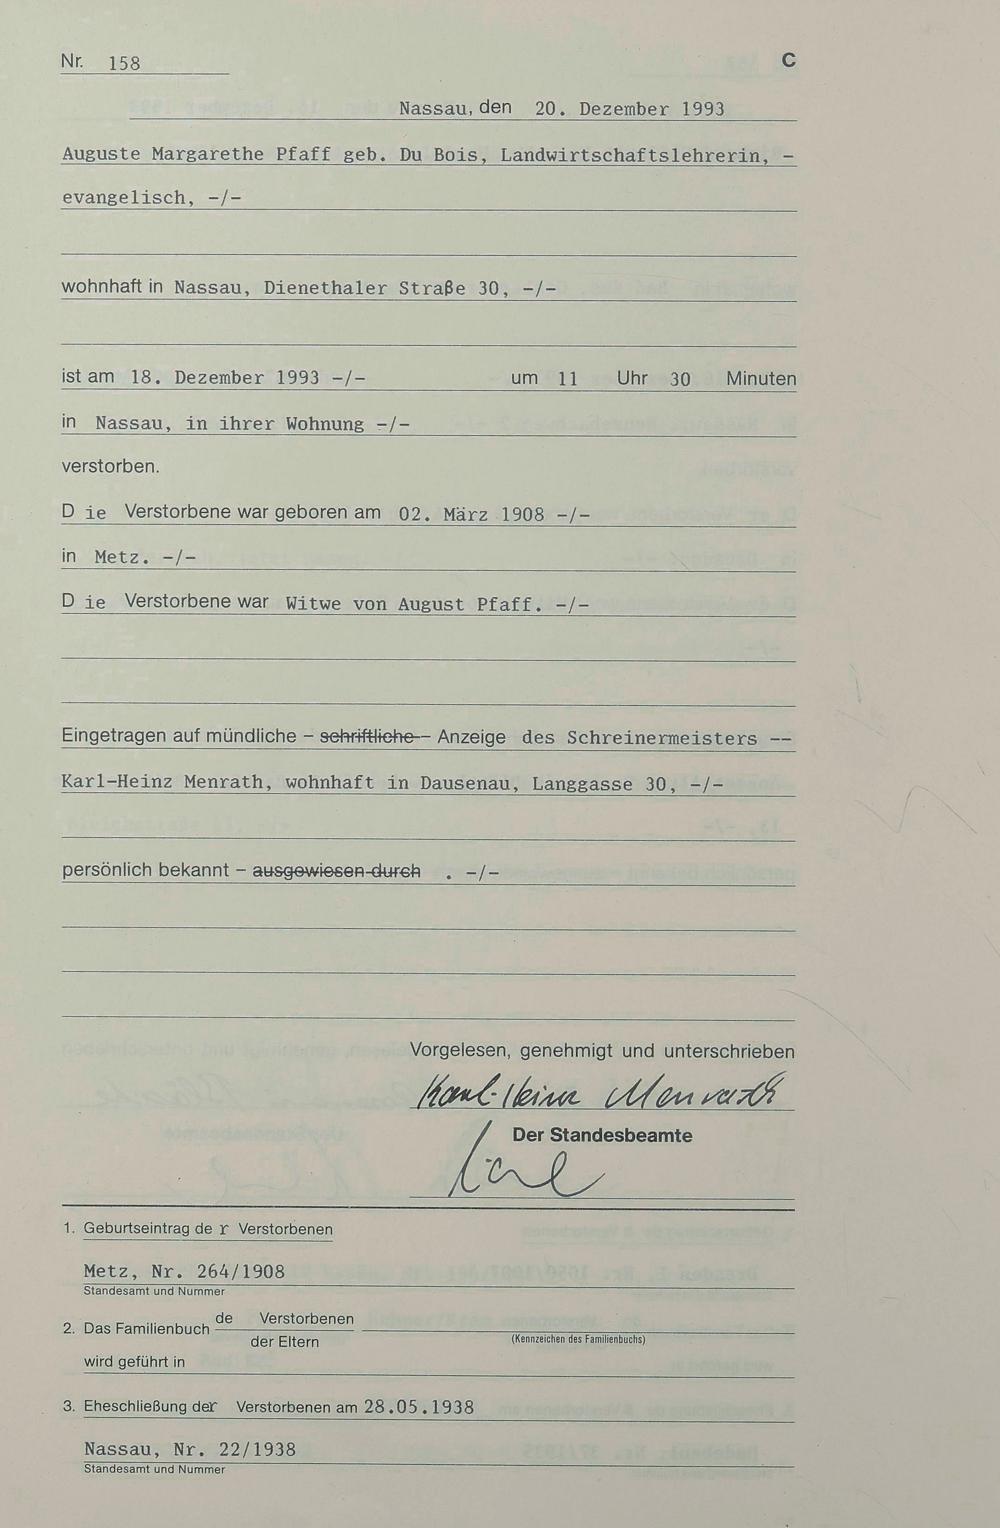 Nr. 158 C
Nassau, den 20. Dezember 1993
Auguste Margarethe Pfaff geb. Du Bois, Landwirtschaftslehrerin, -
evangelisch, -/-
wohnhaft in Nassau, Dienethaler Straße 30, -/-
ist am 18. Dezember 1993 -/- um 11 Uhr 30 Minuten
in Nassau, in ihrer Wohnung -/-
verstorben.
D ie Verstorbene war geboren am 02. März 1908 -/-
in Metz. -/-
D ie Verstorbene war Witwe von August Pfaff. -/-
Eingetragen auf mündliche – schriftliche – Anzeige des Schreinermeisters --
Karl-Heinz Menrath, wohnhaft in Dausenau, Langgasse 30, -/-
persönlich bekannt – ausgewiesen durch . -/-
Vorgelesen, genehmigt und unterschrieben
Karl-Heinz Menrath
Der Standesbeamte
1. Geburtseintrag de r Verstorbenen
Metz, Nr. 264/1908
Standesamt und Nummer
2. Das Familienbuch de Verstorbenen
der Eltern
(Kennzeichen des Familienbuchs)
wird geführt in
3. Eheschließung der Verstorbenen am 28.05.1938
Nassau, Nr. 22/1938
Standesamt und Nummer